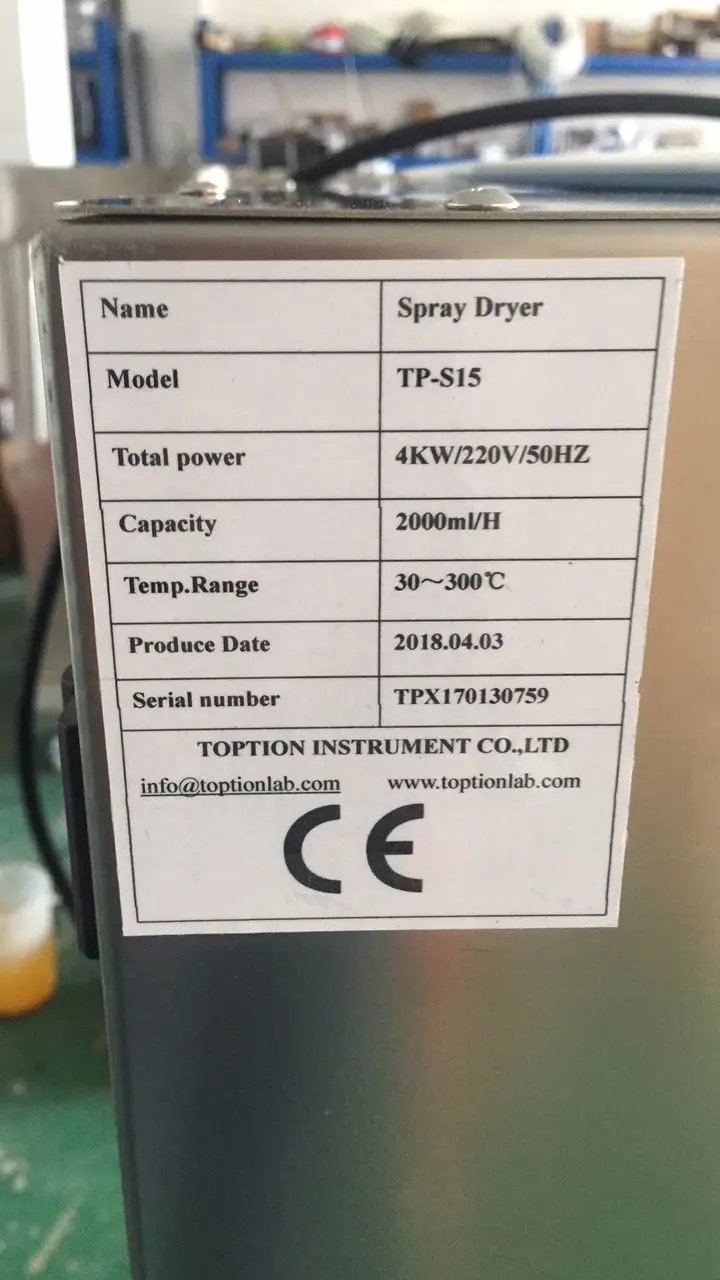 Name Spray Dryer
Model TP-S15
Total power 4KW/220V/50HZ
Capacity 2000ml/H
Temp.Range 30～300℃
Produce Date 2018.04.03
Serial number TPX170130759
TOPTION INSTRUMENT CO.,LTD
info@toptionlab.com www.toptionlab.com
CE